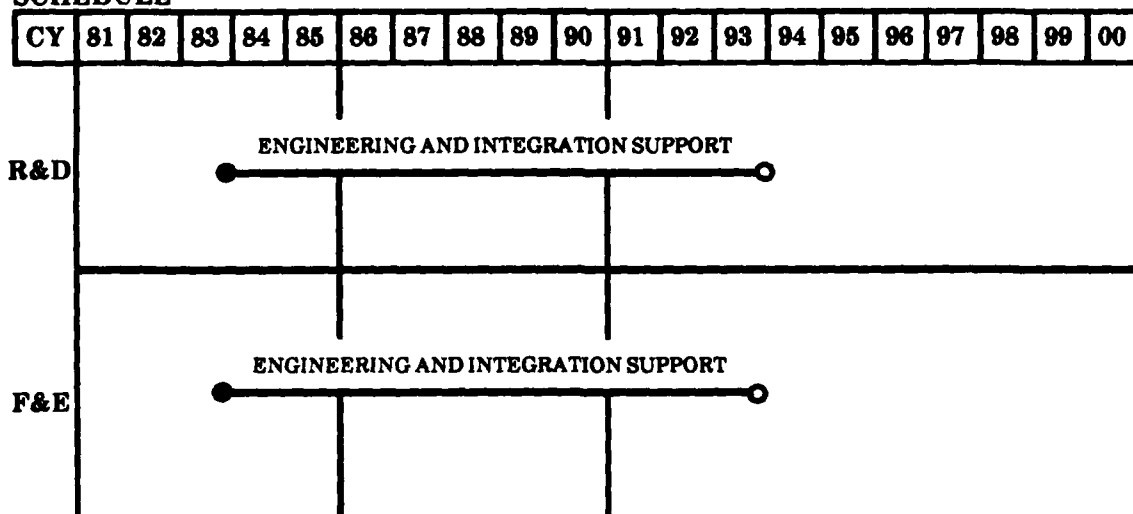 SCHEDULE
CY 81 82 83 84 85 86 87 88 89 90 91 92 93 94 95 96 97 98 99 00
ENGINEERING AND INTEGRATION SUPPORT
R&D
ENGINEERING AND INTEGRATION SUPPORT
F&E